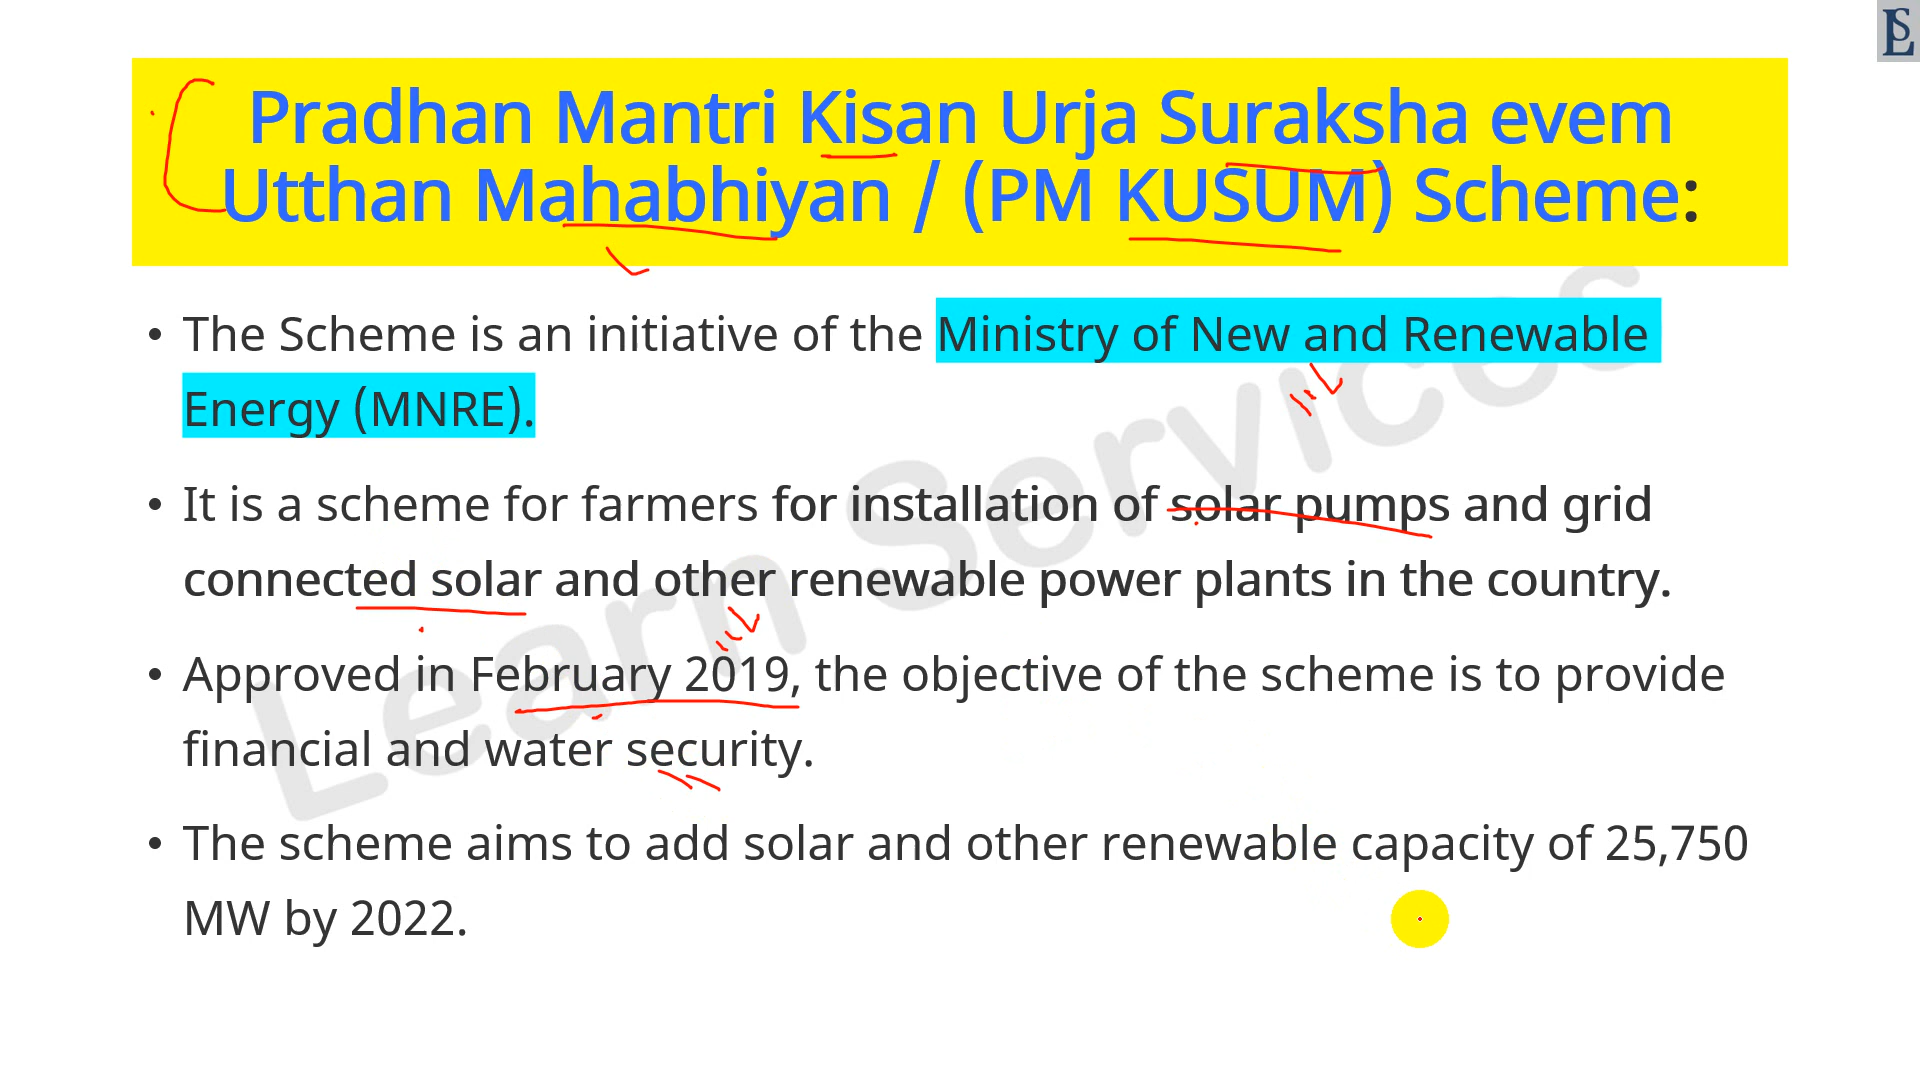 LS
Pradhan Mantri Kisan Urja Suraksha evem
Utthan Mahabhiyan / (PM KUSUM) Scheme:
• The Scheme is an initiative of the Ministry of New and Renewable
Energy (MNRE).
• It is a scheme for farmers for installation of solar pumps and grid
connected solar and other renewable power plants in the country.
• Approved in February 2019, the objective of the scheme is to provide
financial and water security.
• The scheme aims to add solar and other renewable capacity of 25,750
MW by 2022.
Learn Services